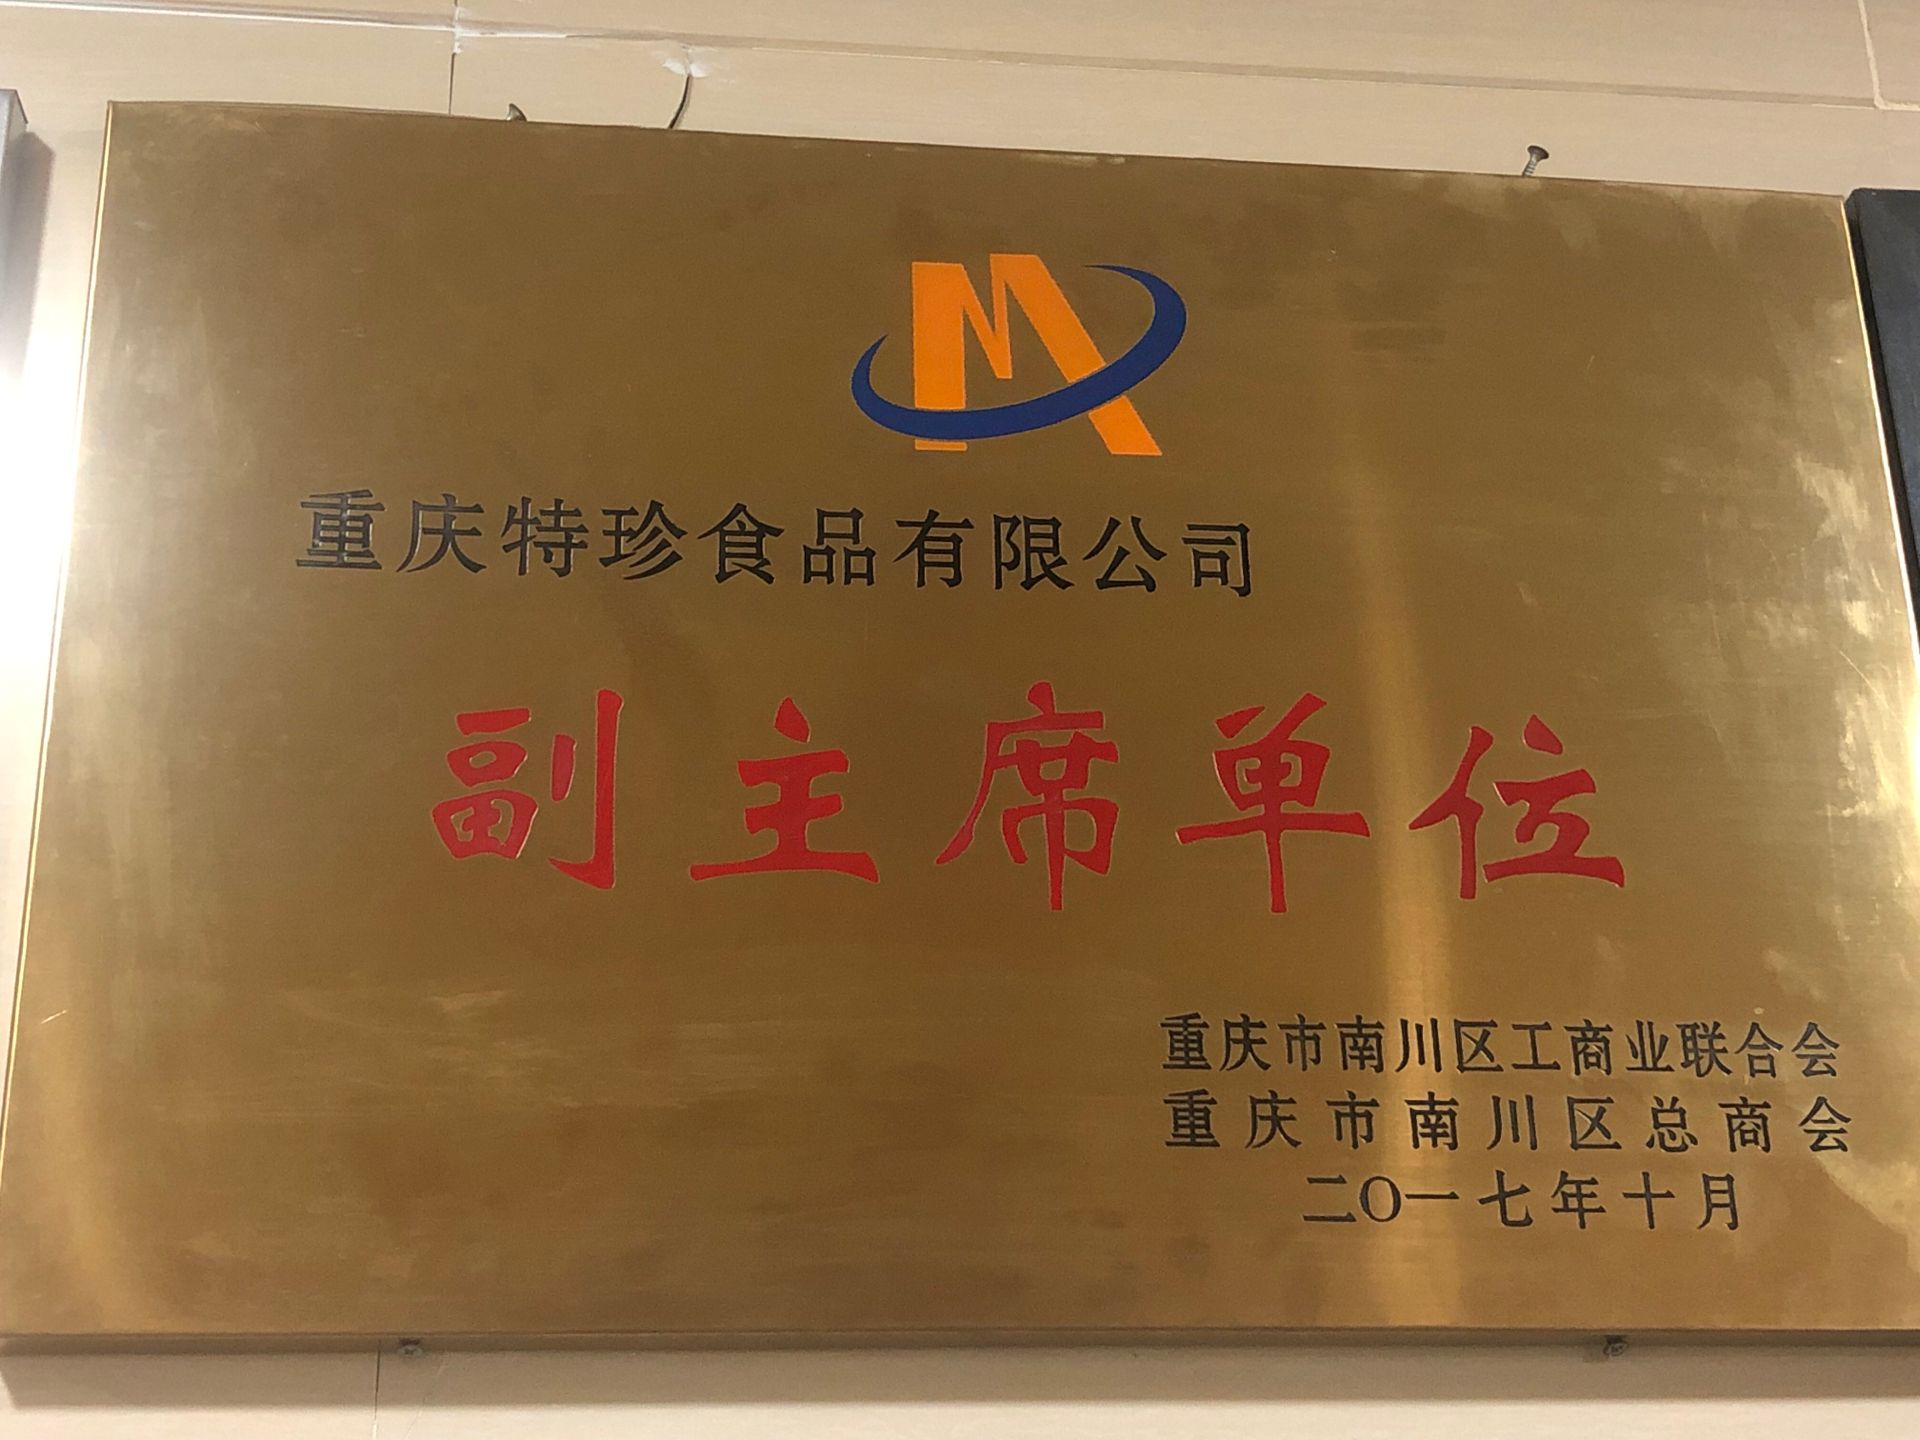 重庆特珍食品有限公司
副主席单位
重庆市南川区工商业联合会
重庆市南川区总商会
二〇一七年十月